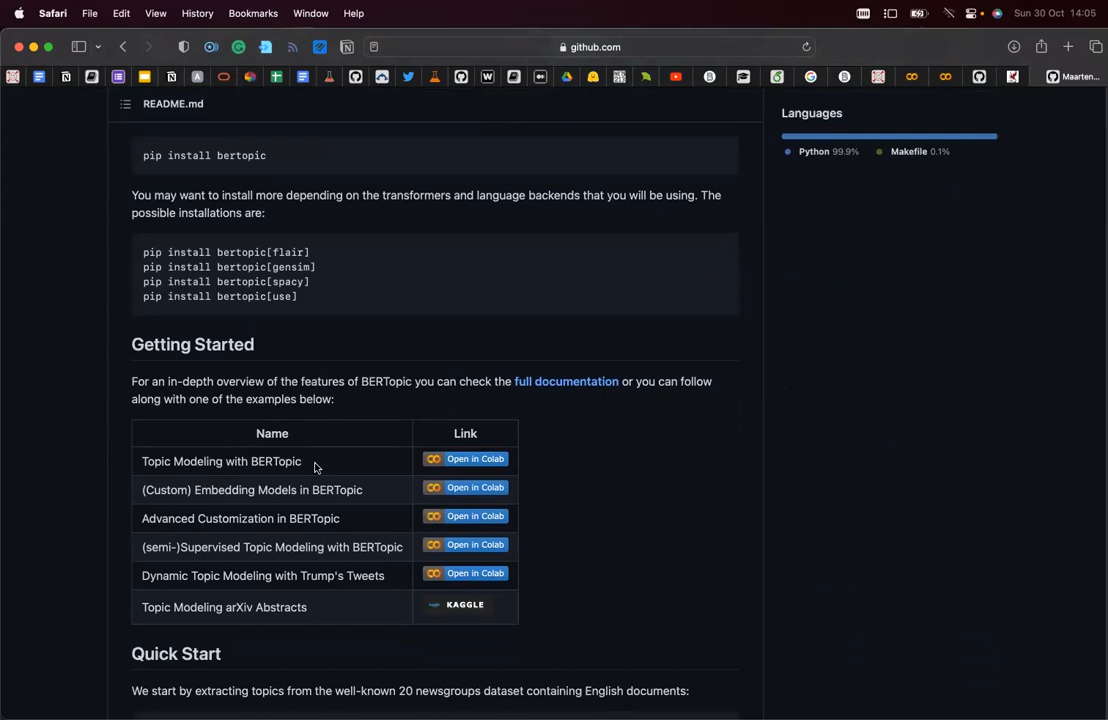 Safari File Edit View History Bookmarks Window Help Sun 30 Oct 14:05
github.com
Maarten...
README.md
pip install bertopic
You may want to install more depending on the transformers and language backends that you will be using. The
possible installations are:
pip install bertopic[flair]
pip install bertopic[gensim]
pip install bertopic[spacy]
pip install bertopic[use]
Getting Started
For an in-depth overview of the features of BERTopic you can check the full documentation or you can follow
along with one of the examples below:
Name Link
Topic Modeling with BERTopic Open in Colab
(Custom) Embedding Models in BERTopic Open in Colab
Advanced Customization in BERTopic Open in Colab
(semi-)Supervised Topic Modeling with BERTopic Open in Colab
Dynamic Topic Modeling with Trump's Tweets Open in Colab
Topic Modeling arXiv Abstracts KAGGLE
Quick Start
We start by extracting topics from the well-known 20 newsgroups dataset containing English documents:
Languages
Python 99.9% Makefile 0.1%